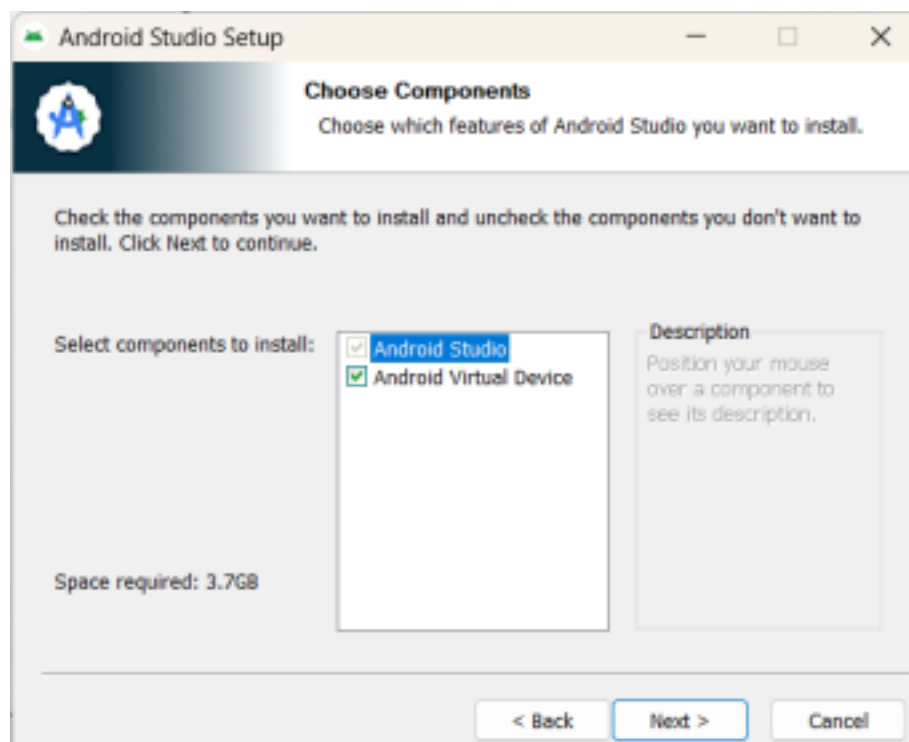 Android Studio Setup
Choose Components
Choose which features of Android Studio you want to install.
Check the components you want to install and uncheck the components you don't want to
install. Click Next to continue.
Select components to install:
Android Studio
Android Virtual Device
Description
Position your mouse
over a component to
see its description.
Space required: 3.7GB
< Back
Next >
Cancel